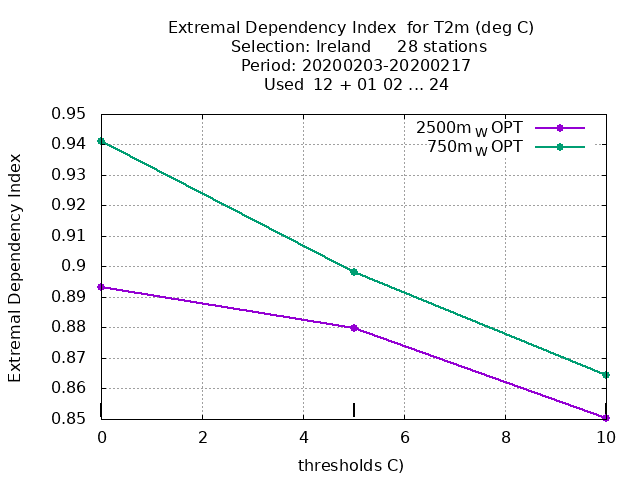 Extremal Dependency Index  for T2m (deg C)
Selection: Ireland     28 stations
Period: 20200203-20200217
Used  12 + 01 02 ... 24
0.95
0.94
0.93
0.92
0.91
0.9
0.89
0.88
0.87
0.86
0.85
Extremal Dependency Index
2500m W OPT
750m W OPT
0 2 4 6 8 10
thresholds C)